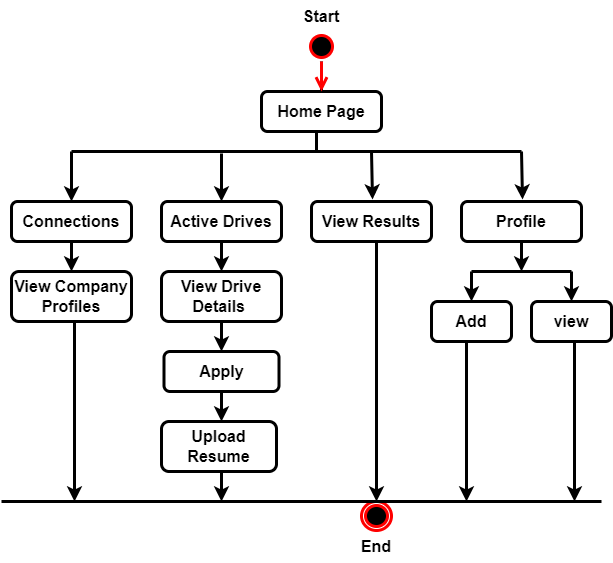 Start
Home Page
Connections
Active Drives
View Results
Profile
View Company
Profiles
View Drive
Details
Add
view
Apply
Upload
Resume
End